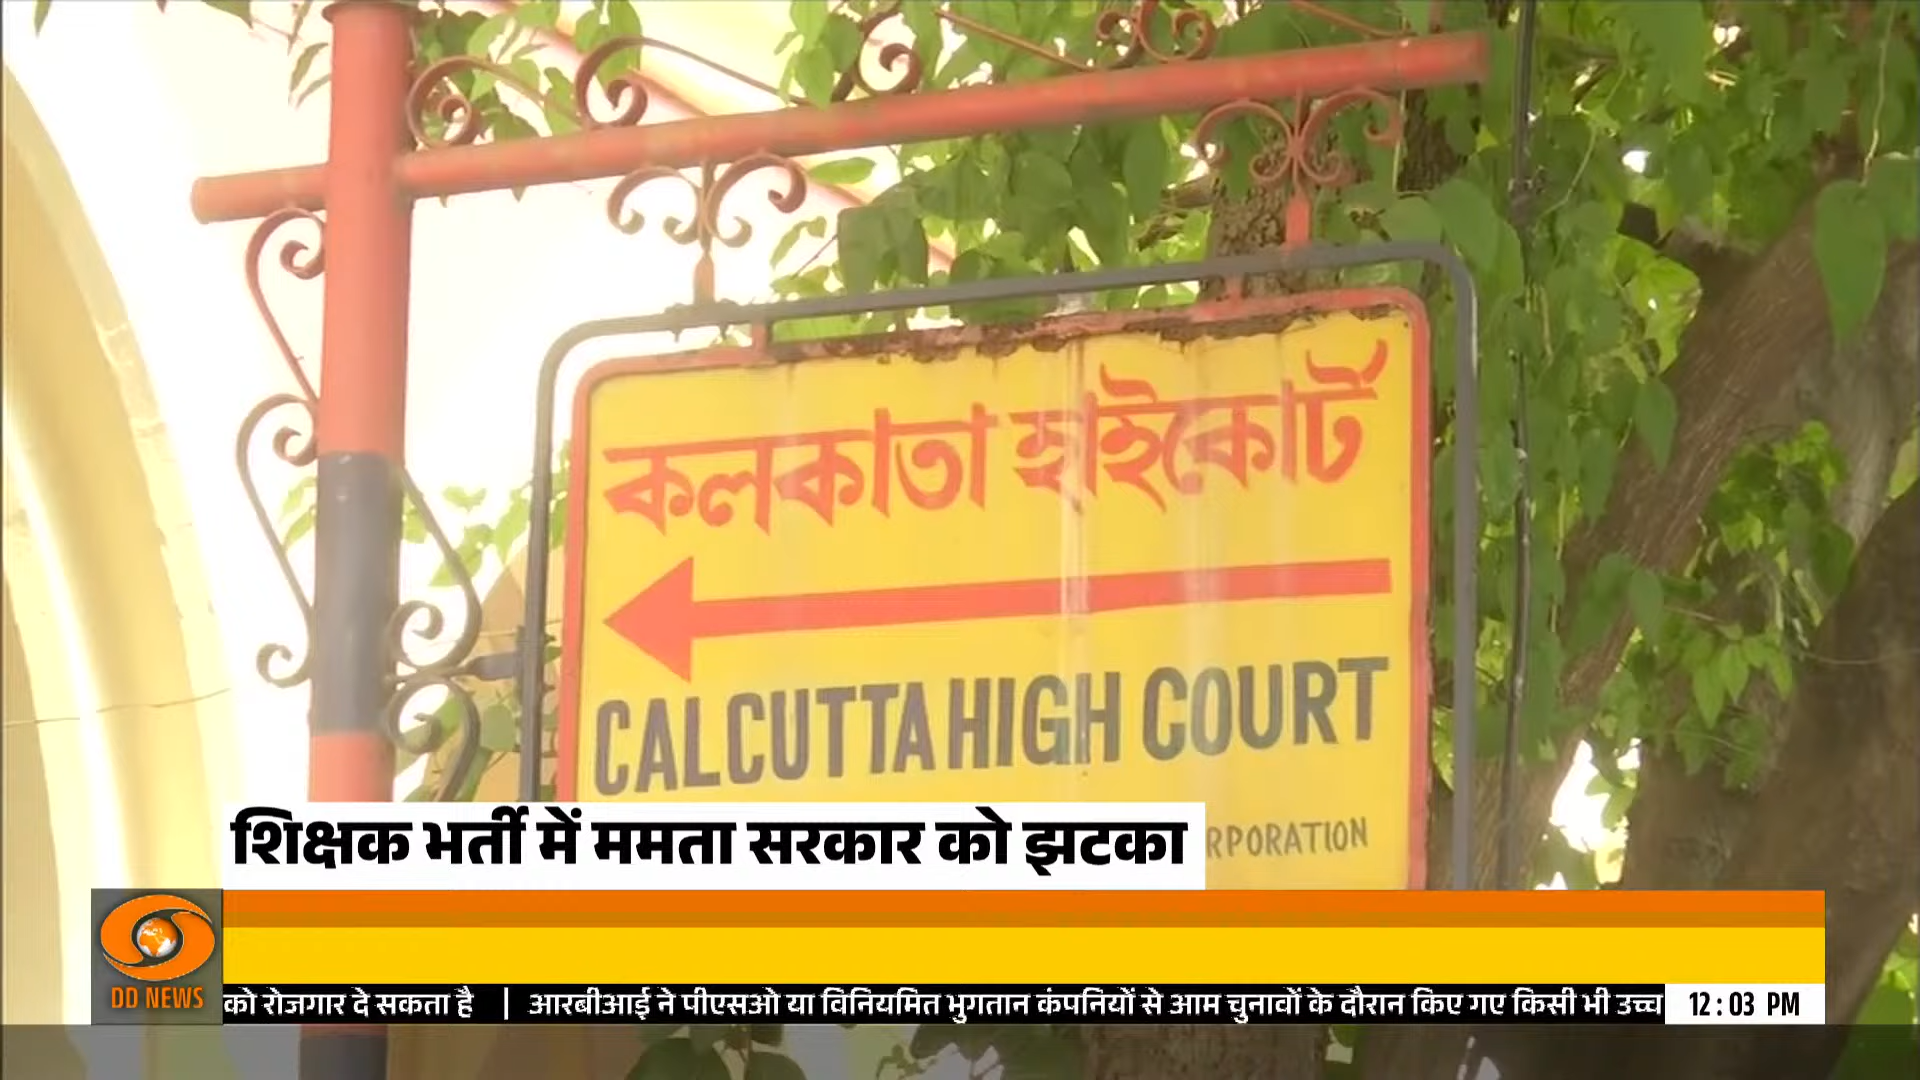 কলকাতা হাইকোর্ট
CALCUTTA HIGH COURT
RPORATION
शिक्षक भर्ती में ममता सरकार को झटका
DD NEWS
को रोजगार दे सकता है | आरबीआई ने पीएसओ या विनियमित भुगतान कंपनियों से आम चुनावों के दौरान किए गए किसी भी उच्च
12:03 PM